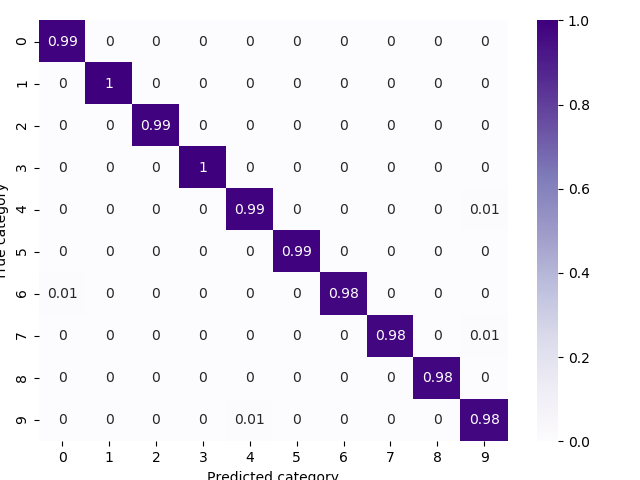 0 0.99 0 0 0 0 0 0 0 0 0
1 0 1 0 0 0 0 0 0 0 0
2 0 0 0.99 0 0 0 0 0 0 0
3 0 0 0 1 0 0 0 0 0 0
4 0 0 0 0 0.99 0 0 0 0 0.01
5 0 0 0 0 0 0.99 0 0 0 0
6 0.01 0 0 0 0 0 0.98 0 0 0
7 0 0 0 0 0 0 0 0.98 0 0.01
8 0 0 0 0 0 0 0 0 0.98 0
9 0 0 0 0 0.01 0 0 0 0 0.98
0 1 2 3 4 5 6 7 8 9
Predicted category
True category
1.0
0.8
0.6
0.4
0.2
0.0